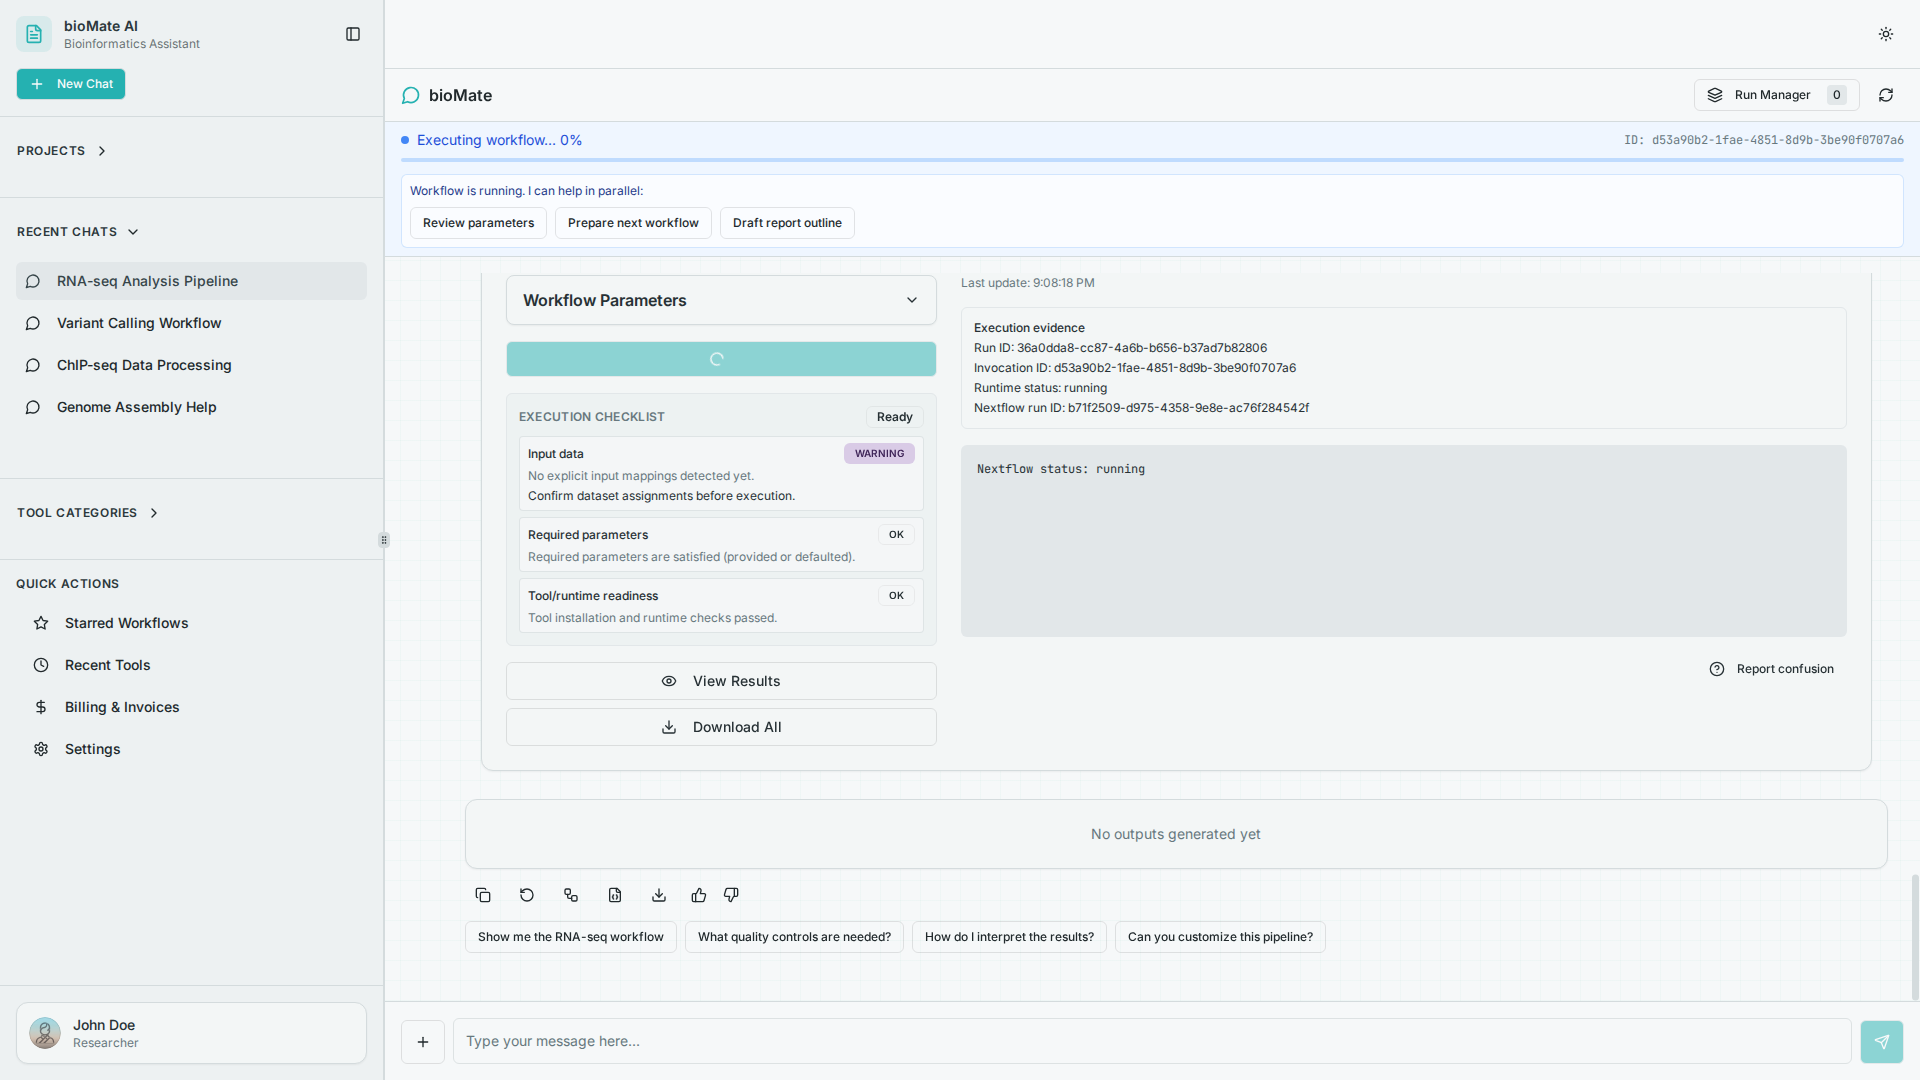 bioMate AI
Bioinformatics Assistant
New Chat
PROJECTS
RECENT CHATS
RNA-seq Analysis Pipeline
Variant Calling Workflow
ChIP-seq Data Processing
Genome Assembly Help
TOOL CATEGORIES
QUICK ACTIONS
Starred Workflows
Recent Tools
Billing & Invoices
Settings
John Doe
Researcher
bioMate
Run Manager 0
Executing workflow... 0%
ID: d53a90b2-1fae-4851-8d9b-3be90f0707a6
Workflow is running. I can help in parallel:
Review parameters
Prepare next workflow
Draft report outline
Workflow Parameters
EXECUTION CHECKLIST
Ready
Input data
WARNING
No explicit input mappings detected yet.
Confirm dataset assignments before execution.
Required parameters
OK
Required parameters are satisfied (provided or defaulted).
Tool/runtime readiness
OK
Tool installation and runtime checks passed.
View Results
Download All
Last update: 9:08:18 PM
Execution evidence
Run ID: 36a0dda8-cc87-4a6b-b656-b37ad7b82806
Invocation ID: d53a90b2-1fae-4851-8d9b-3be90f0707a6
Runtime status: running
Nextflow run ID: b71f2509-d975-4358-9e8e-ac76f284542f
Nextflow status: running
Report confusion
No outputs generated yet
Show me the RNA-seq workflow
What quality controls are needed?
How do I interpret the results?
Can you customize this pipeline?
Type your message here...